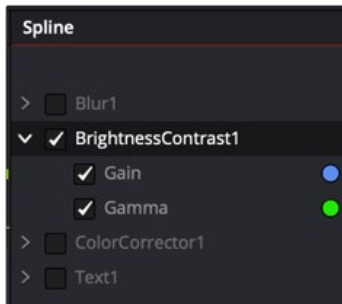 Spline
Blur1
BrightnessContrast1
Gain
Gamma
ColorCorrector1
Text1